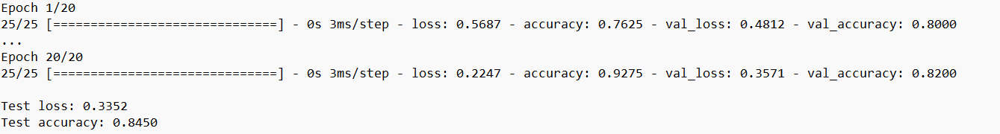 Epoch 1/20
25/25 [==============================] - 0s 3ms/step - loss: 0.5687 - accuracy: 0.7625 - val_loss: 0.4812 - val_accuracy: 0.8000
...
Epoch 20/20
25/25 [==============================] - 0s 3ms/step - loss: 0.2247 - accuracy: 0.9275 - val_loss: 0.3571 - val_accuracy: 0.8200
Test loss: 0.3352
Test accuracy: 0.8450